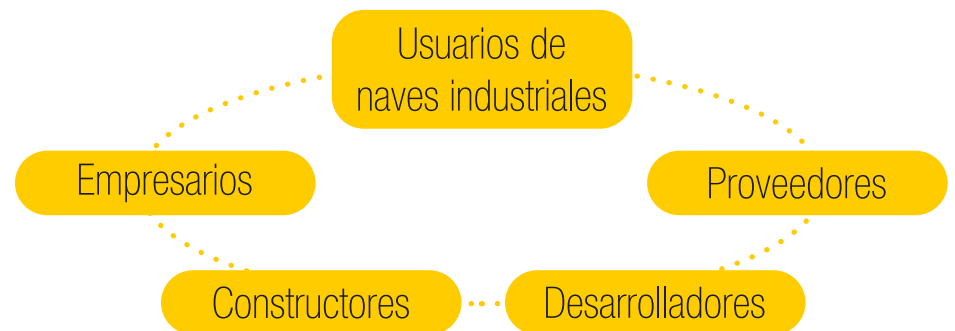 Usuarios de
naves industriales
Empresarios
Proveedores
Constructores
Desarrolladores